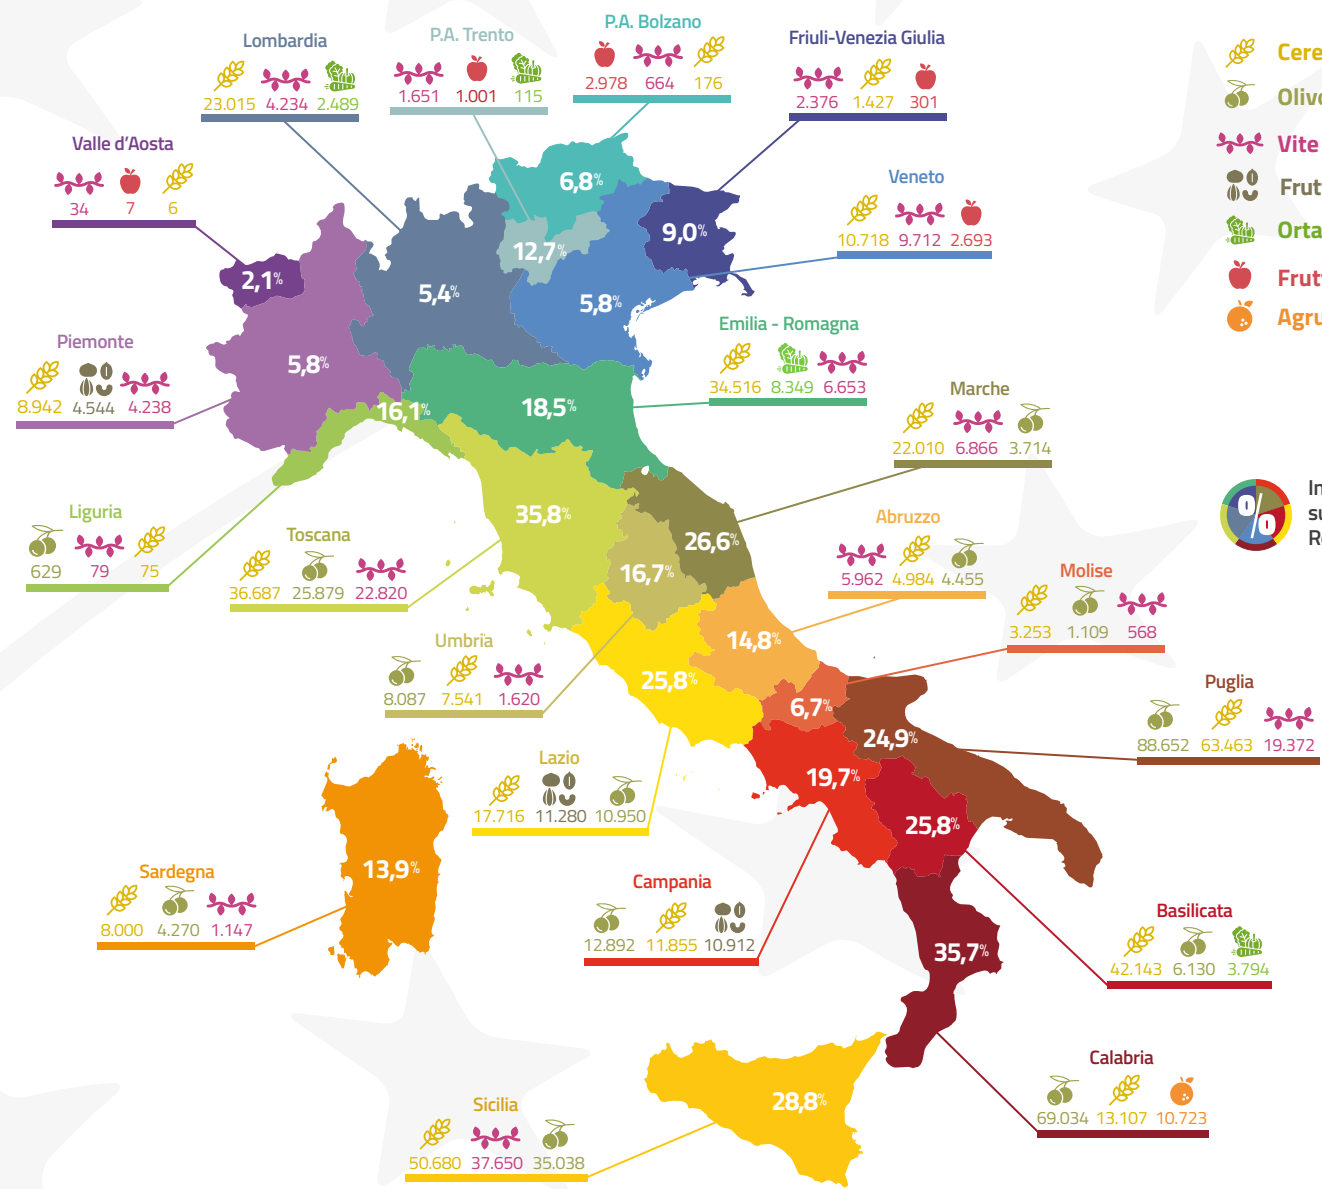 Lombardia
23.015 4.234 2.489
P.A. Trento
1.651 1.001 115
P.A. Bolzano
2.978 664 176
Friuli-Venezia Giulia
2.376 1.427 301
Valle d'Aosta
34 7 6
Veneto
10.718 9.712 2.693
Piemonte
8.942 4.544 4.238
Emilia - Romagna
34.516 8.349 6.653
Marche
22.010 6.866 3.714
Liguria
629 79 75
Toscana
36.687 25.879 22.820
Abruzzo
5.962 4.984 4.455
Molise
3.253 1.109 568
Umbria
8.087 7.541 1.620
Puglia
88.652 63.463 19.372
Lazio
17.716 11.280 10.950
Sardegna
8.000 4.270 1.147
Campania
12.892 11.855 10.912
Basilicata
42.143 6.130 3.794
Calabria
69.034 13.107 10.723
Sicilia
50.680 37.650 35.038
6,8%
12,7%
9,0%
2,1%
5,4%
5,8%
5,8%
16,1%
18,5%
35,8%
26,6%
16,7%
14,8%
25,8%
6,7%
24,9%
19,7%
25,8%
13,9%
35,7%
28,8%
Cere
Olivo
Vite
Frut
Orta
Frut
Agru
%
In
su
Re